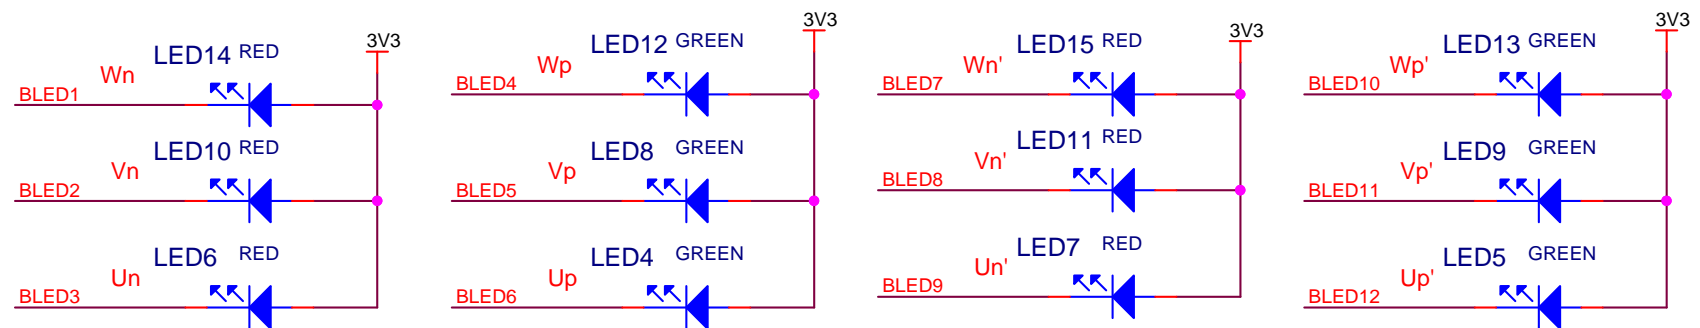 3V3
LED14 RED
Wn
BLED1
LED10 RED
Vn
BLED2
LED6 RED
Un
BLED3
3V3
LED12 GREEN
Wp
BLED4
LED8 GREEN
Vp
BLED5
LED4 GREEN
Up
BLED6
3V3
LED15 RED
Wn'
BLED7
LED11 RED
Vn'
BLED8
LED7 RED
Un'
BLED9
3V3
LED13 GREEN
Wp'
BLED10
LED9 GREEN
Vp'
BLED11
LED5 GREEN
Up'
BLED12